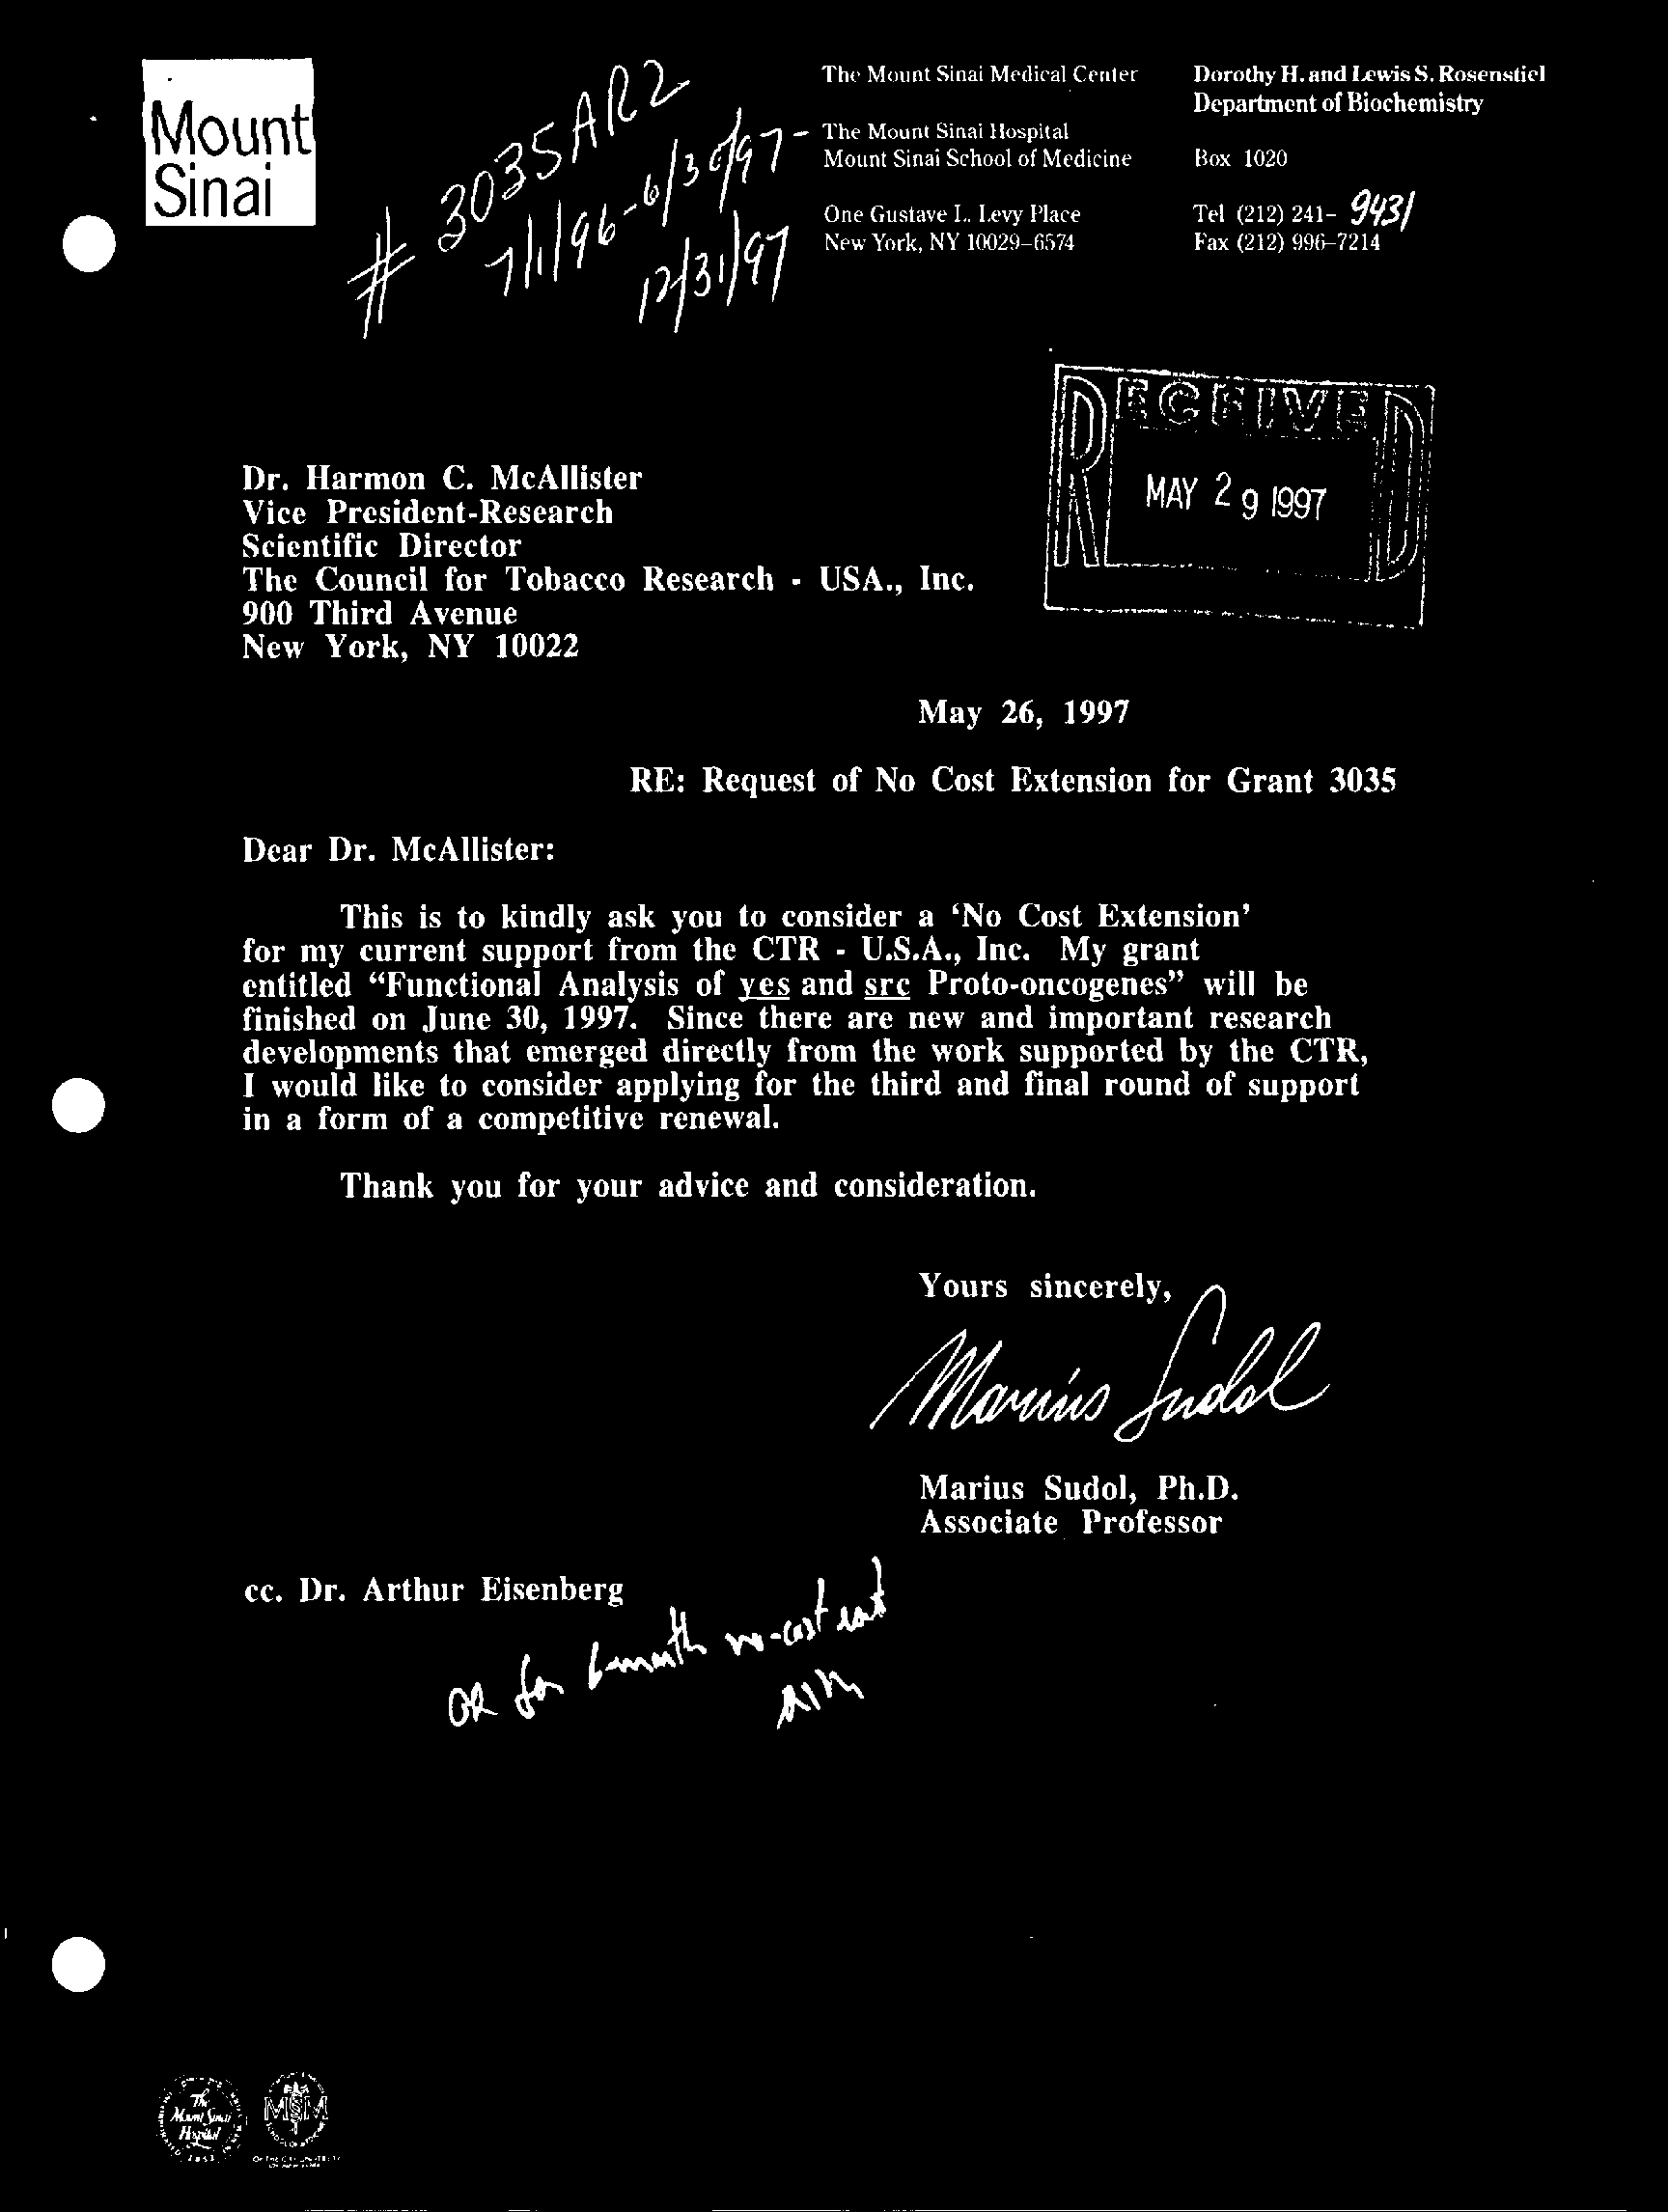 Mount
Sinai
# 3035AR2
7/1/96-6/30/97-
12/31/97
The Mount Sinai Medical Center
The Mount Sinai Hospital
Mount Sinai School of Medicine
One Gustave L. Levy Place
New York, NY 10029-6574
Dorothy H. and Lewis S. Rosenstiel
Department of Biochemistry
Box 1020
Tel (212) 241- 9431
Fax (212) 996-7214
RECEIVED
MAY 29 1997
Dr. Harmon C. McAllister
Vice President-Research
Scientific Director
The Council for Tobacco Research - USA., Inc.
900 Third Avenue
New York, NY 10022
May 26, 1997
RE: Request of No Cost Extension for Grant 3035
Dear Dr. McAllister:
This is to kindly ask you to consider a ‘No Cost Extension’
for my current support from the CTR - U.S.A., Inc. My grant
entitled “Functional Analysis of yes and src Proto-oncogenes” will be
finished on June 30, 1997. Since there are new and important research
developments that emerged directly from the work supported by the CTR,
I would like to consider applying for the third and final round of support
in a form of a competitive renewal.
Thank you for your advice and consideration.
Yours sincerely,
Marius Sudol
Marius Sudol, Ph.D.
Associate Professor
cc. Dr. Arthur Eisenberg
OK for 6-month no-cost ext
The
Mount Sinai
Hospital
1852
MSM